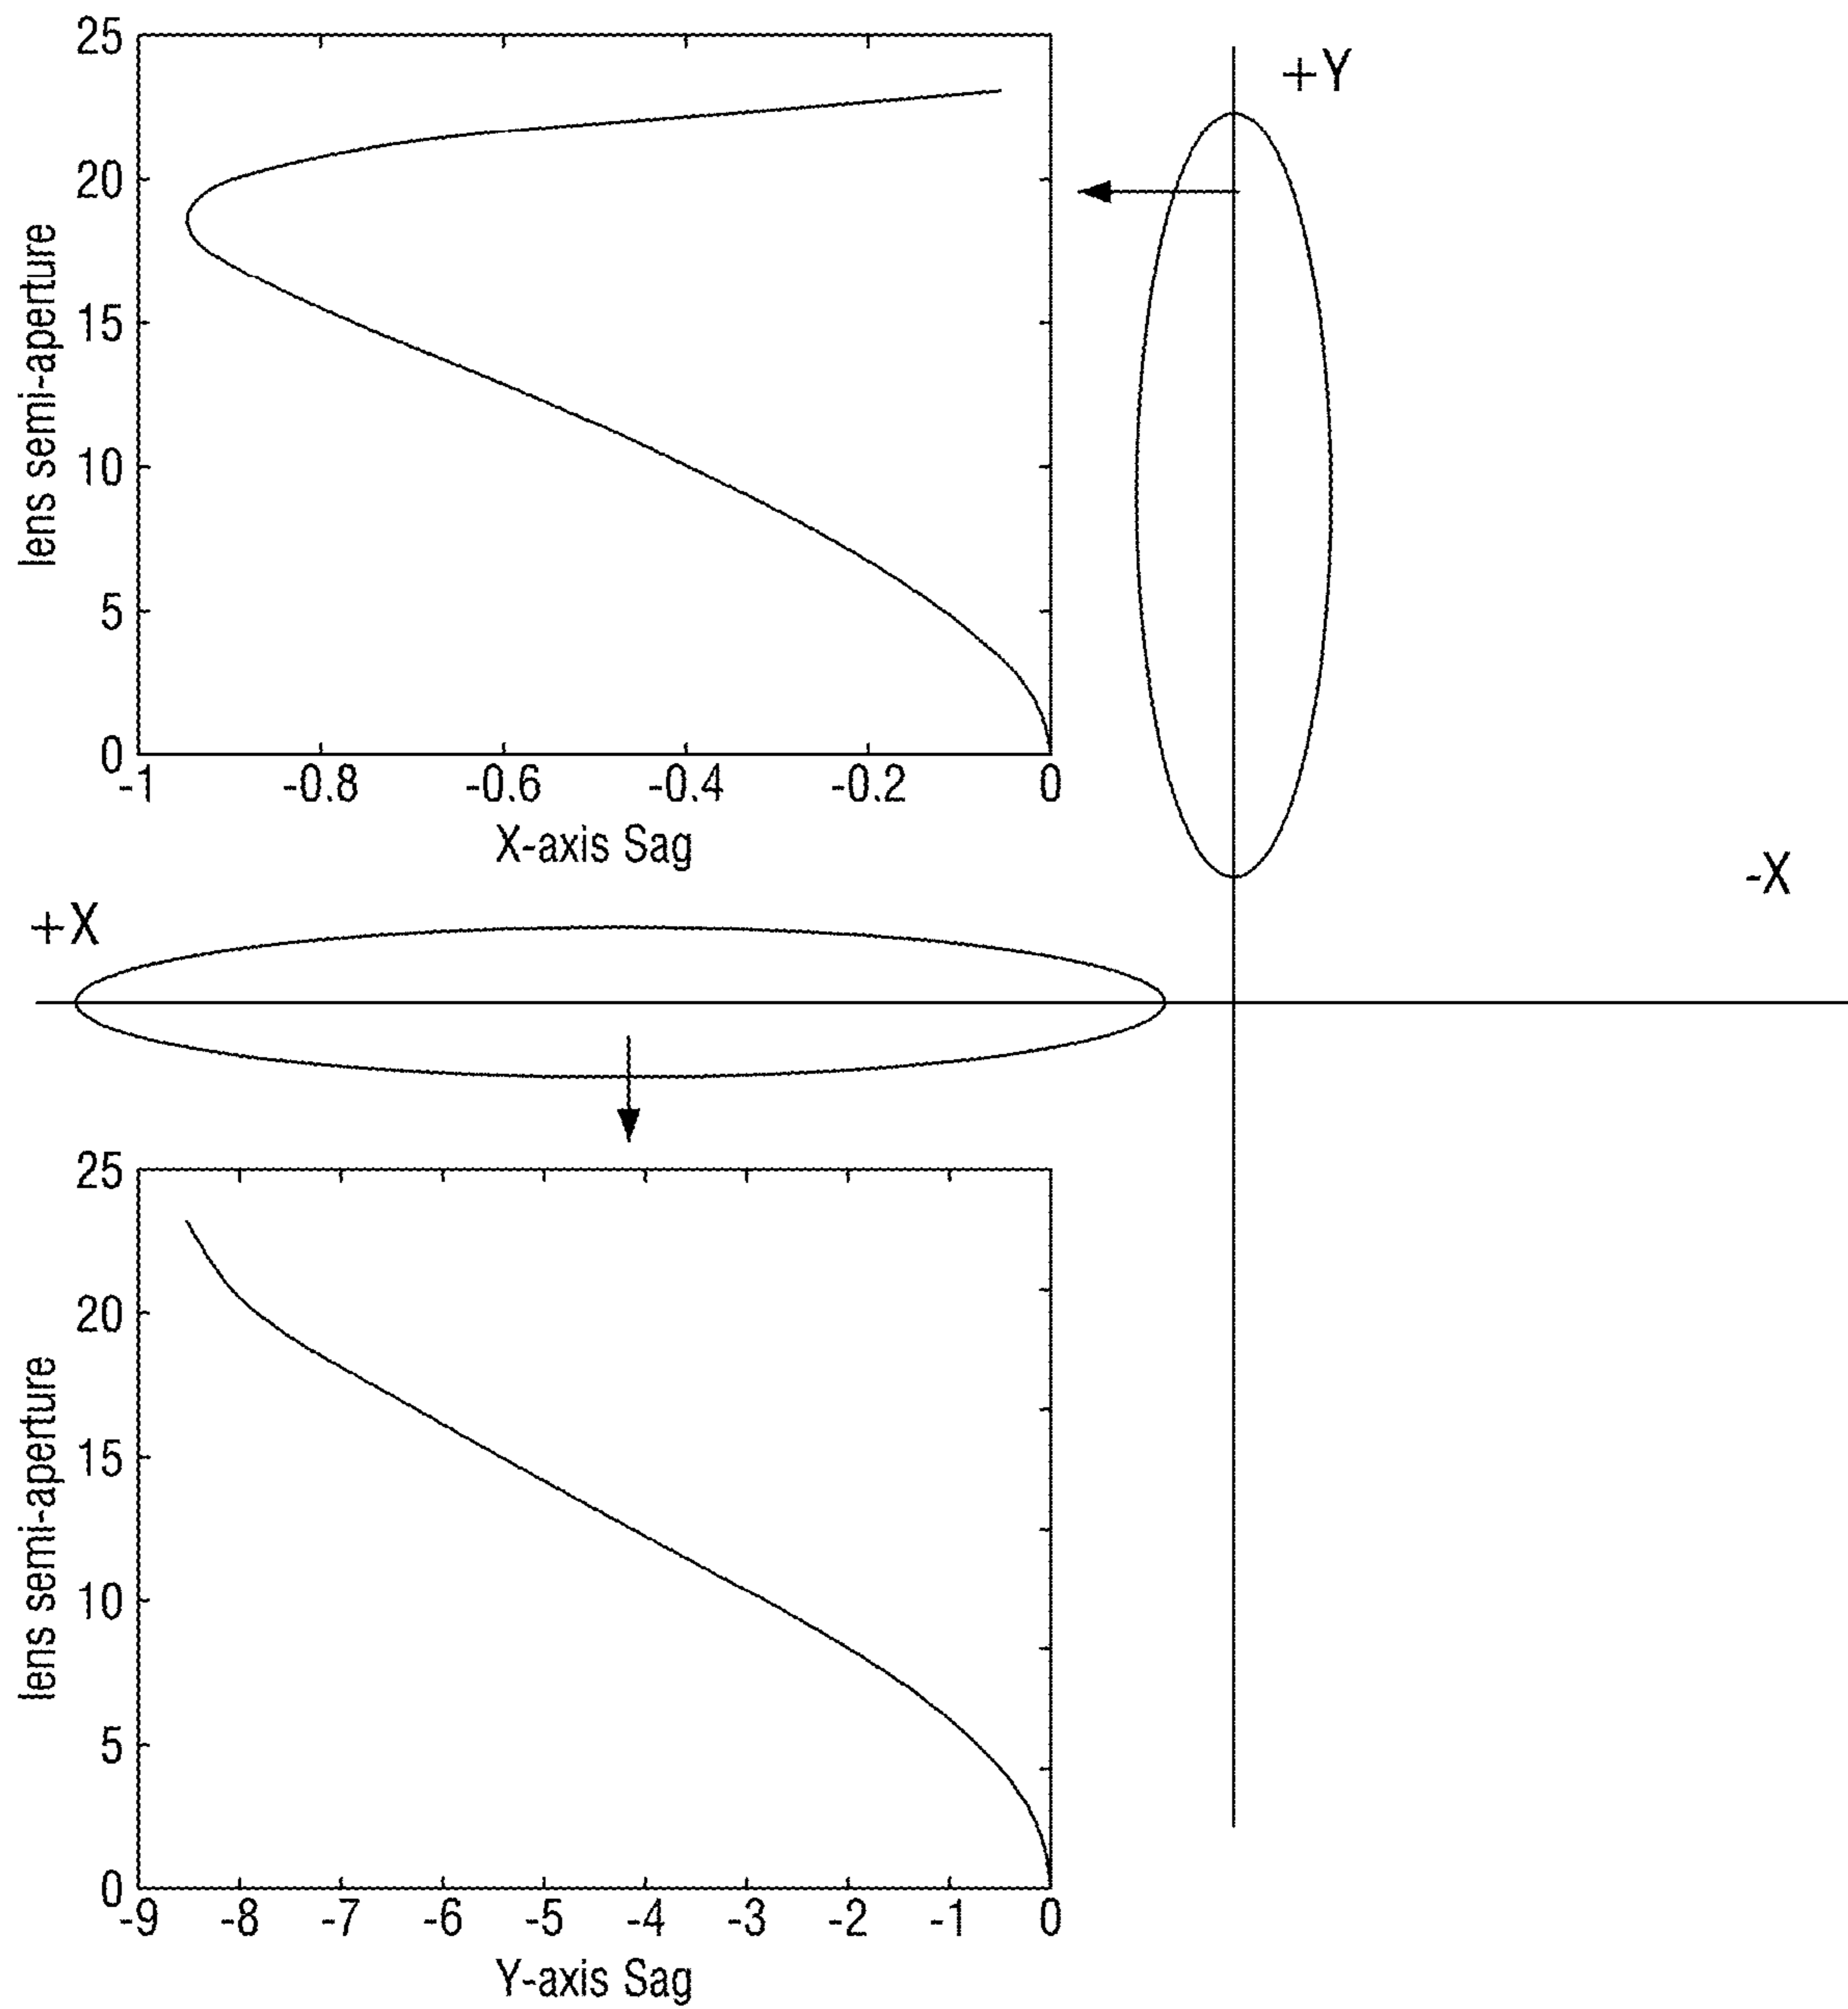 25
20
15
10
5
0
lens semi-aperture
-1 -0.8 -0.6 -0.4 -0.2 0
X-axis Sag
+Y
-X
+X
25
20
15
10
5
0
lens semi-aperture
-9 -8 -7 -6 -5 -4 -3 -2 -1 0
Y-axis Sag